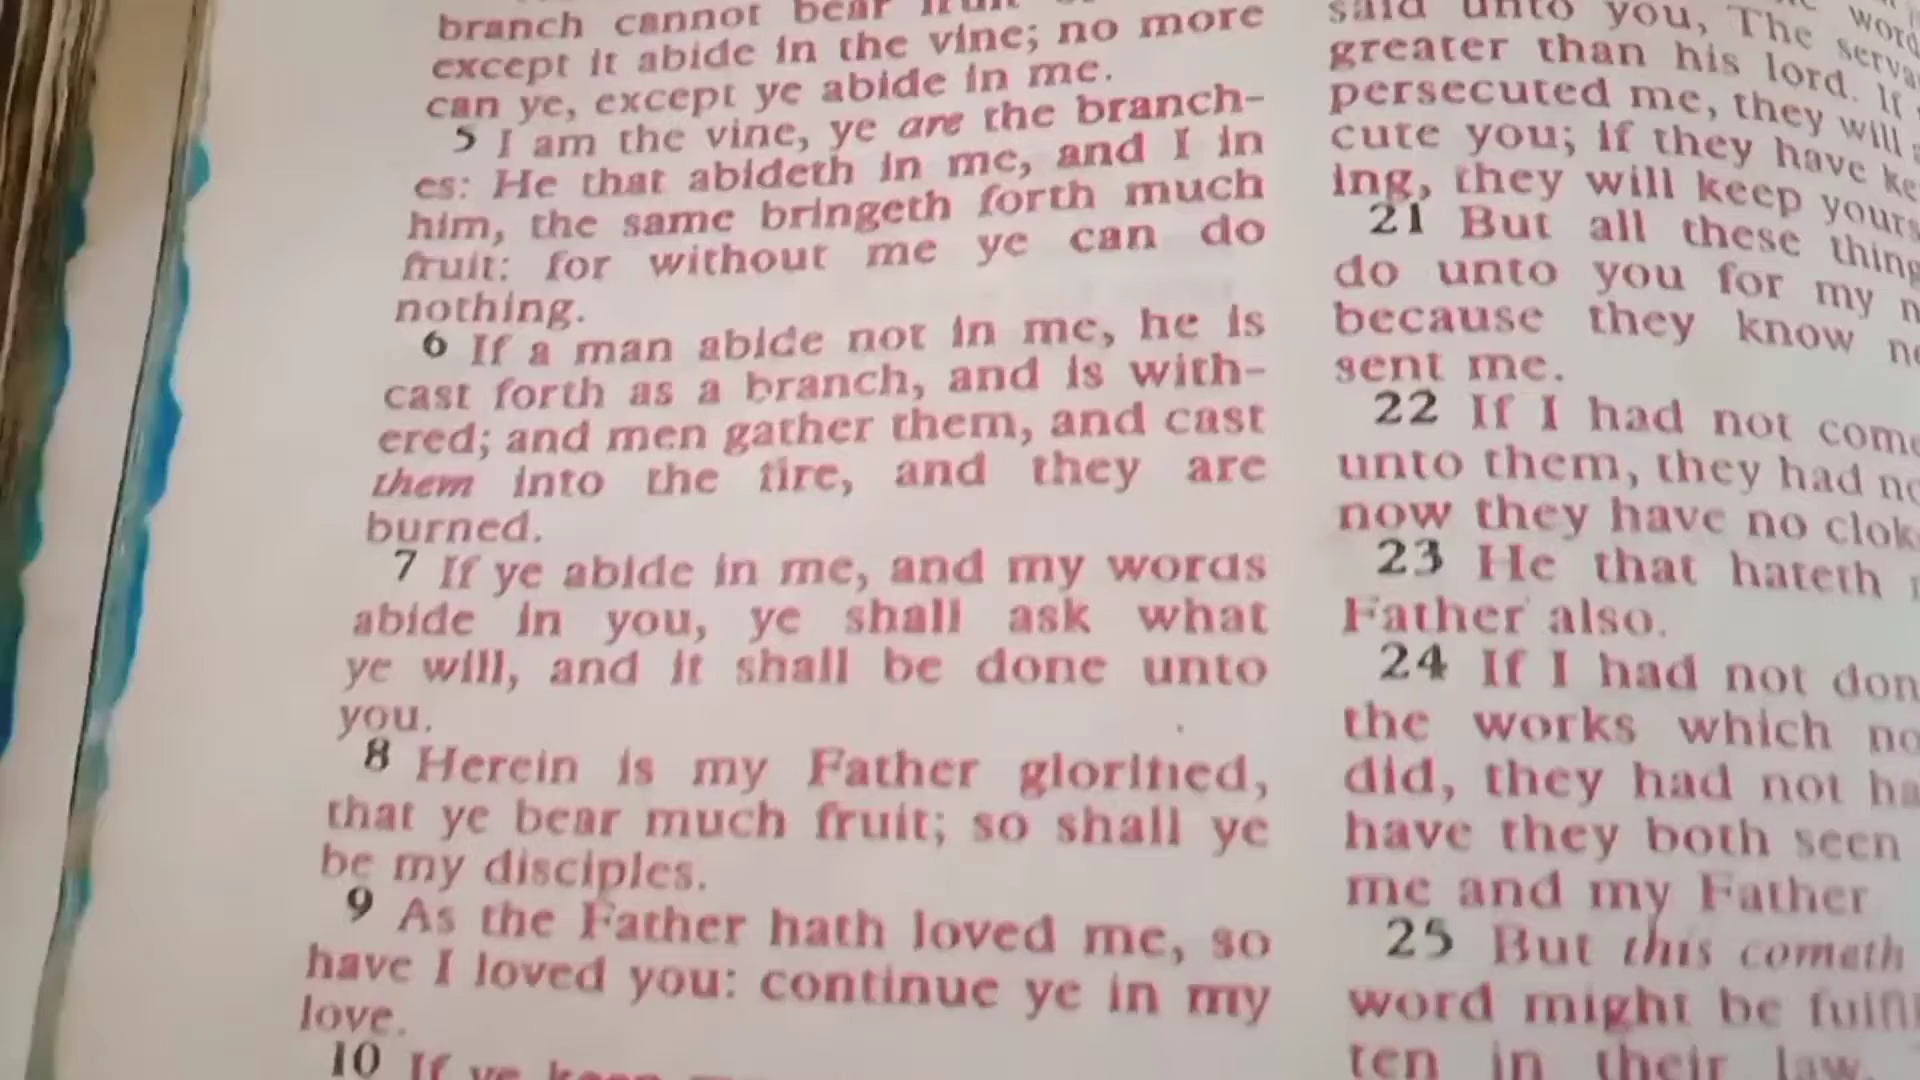 branch cannot bear fruit
except it abide in the vine; no more
can ye, except ye abide in me.
5 I am the vine, ye are the branch-
es: He that abideth in me, and I in
him, the same bringeth forth much
fruit: for without me ye can do
nothing.
6 If a man abide not in me, he is
cast forth as a branch, and is with-
ered; and men gather them, and cast
them into the fire, and they are
burned.
7 If ye abide in me, and my words
abide in you, ye shall ask what
ye will, and it shall be done unto
you.
8 Herein is my Father glorified,
that ye bear much fruit; so shall ye
be my disciples.
9 As the Father hath loved me, so
have I loved you: continue ye in my
love.
10 If ye keep
said unto you, The
greater than his lord. If
persecuted me, they will
cute you; if they have
ing, they will keep yours
21 But all these
do unto you for my
because they know
sent me.
22 If I had not
unto them, they had
now they have no
23 He that hateth
Father also.
24 If I had not
the works which
did, they had not
have they both seen
me and my Father
25 But this cometh
word might be
ten in their law,